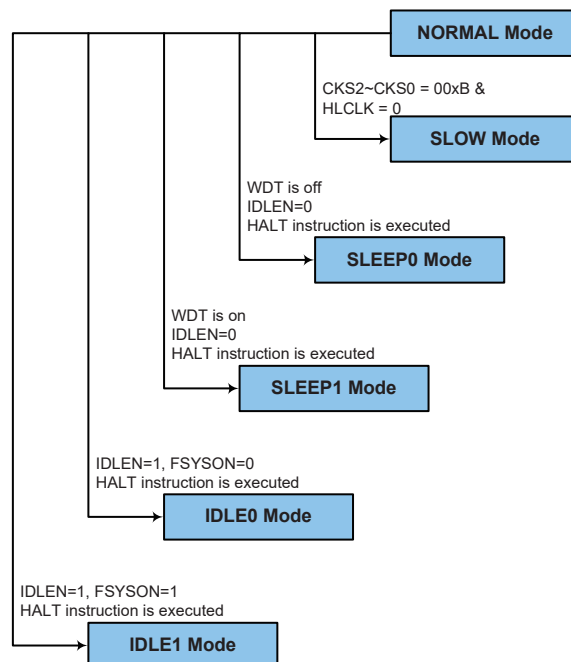 NORMAL Mode
CKS2~CKS0 = 00xB &
HLCLK = 0
SLOW Mode
WDT is off
IDLEN=0
HALT instruction is executed
SLEEP0 Mode
WDT is on
IDLEN=0
HALT instruction is executed
SLEEP1 Mode
IDLEN=1, FSYSON=0
HALT instruction is executed
IDLE0 Mode
IDLEN=1, FSYSON=1
HALT instruction is executed
IDLE1 Mode